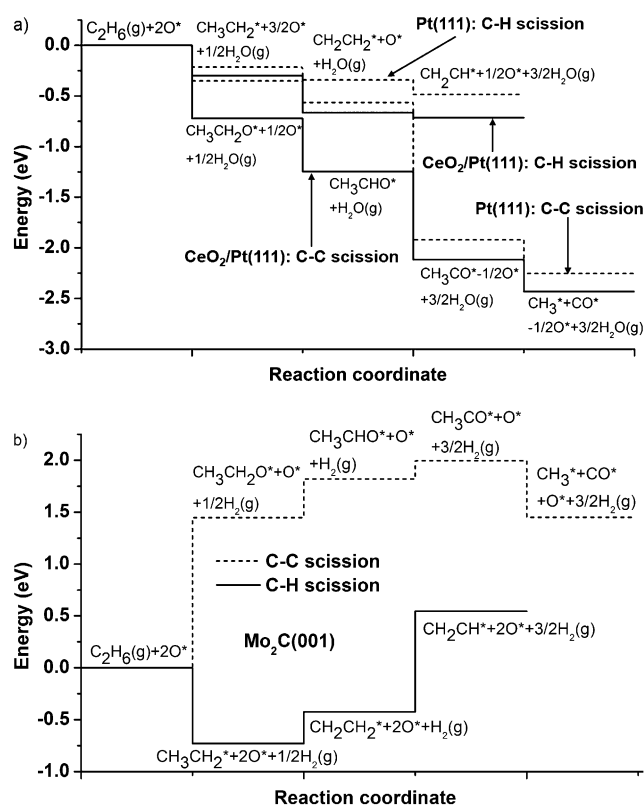 a)
0.0
-0.5
-1.0
-1.5
-2.0
-2.5
-3.0
Energy (eV)
C₂H₆(g)+2O*
CH₃CH₂*+3/2O*
+1/2H₂O(g)
CH₂CH₂*+O*
+H₂O(g)
Pt(111): C-H scission
CH₂CH*+1/2O*+3/2H₂O(g)
CH₃CH₂O*+1/2O*
+1/2H₂O(g)
CH₃CHO*
+H₂O(g)
CeO₂/Pt(111): C-H scission
Pt(111): C-C scission
CeO₂/Pt(111): C-C scission
CH₃CO*-1/2O*
+3/2H₂O(g)
CH₃*+CO*
-1/2O*+3/2H₂O(g)
Reaction coordinate
b)
2.0
1.5
1.0
0.5
0.0
-0.5
-1.0
Energy (eV)
CH₃CH₂O*+O*
+1/2H₂(g)
CH₃CHO*+O*
+H₂(g)
CH₃CO*+O*
+3/2H₂(g)
CH₃*+CO*
+O*+3/2H₂(g)
C-C scission
C-H scission
Mo₂C(001)
C₂H₆(g)+2O*
CH₂CH*+2O*+3/2H₂(g)
CH₂CH₂*+2O*+H₂(g)
CH₃CH₂*+2O*+1/2H₂(g)
Reaction coordinate